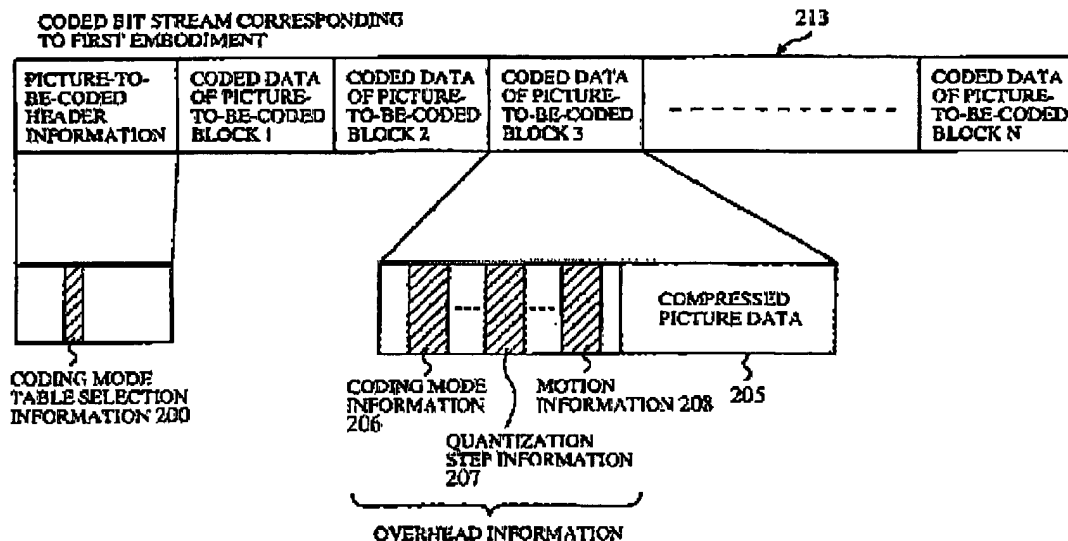 CODED BIT STREAM CORRESPONDING
TO FIRST EMBODIMENT
213
PICTURE-TO-
BE-CODED
HEADER
INFORMATION
CODED DATA
OF PICTURE-
TO-BE-CODED
BLOCK 1
CODED DATA
OF PICTURE-
TO-BE-CODED
BLOCK 2
CODED DATA
OF PICTURE-
TO-BE-CODED
BLOCK 3
CODED DATA
OF PICTURE-
TO-BE-CODED
BLOCK N
COMPRESSED
PICTURE DATA
CODING MODE
TABLE SELECTION
INFORMATION 200
CODING MODE
INFORMATION
206
MOTION
INFORMATION 208
205
QUANTIZATION
STEP INFORMATION
207
OVERHEAD INFORMATION